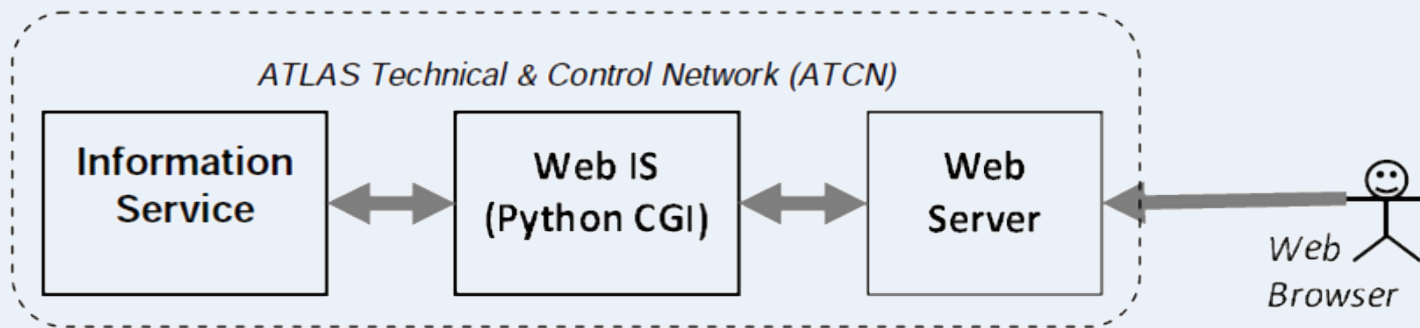 ATLAS Technical & Control Network (ATCN)
Information
Service
Web IS
(Python CGI)
Web
Server
Web
Browser